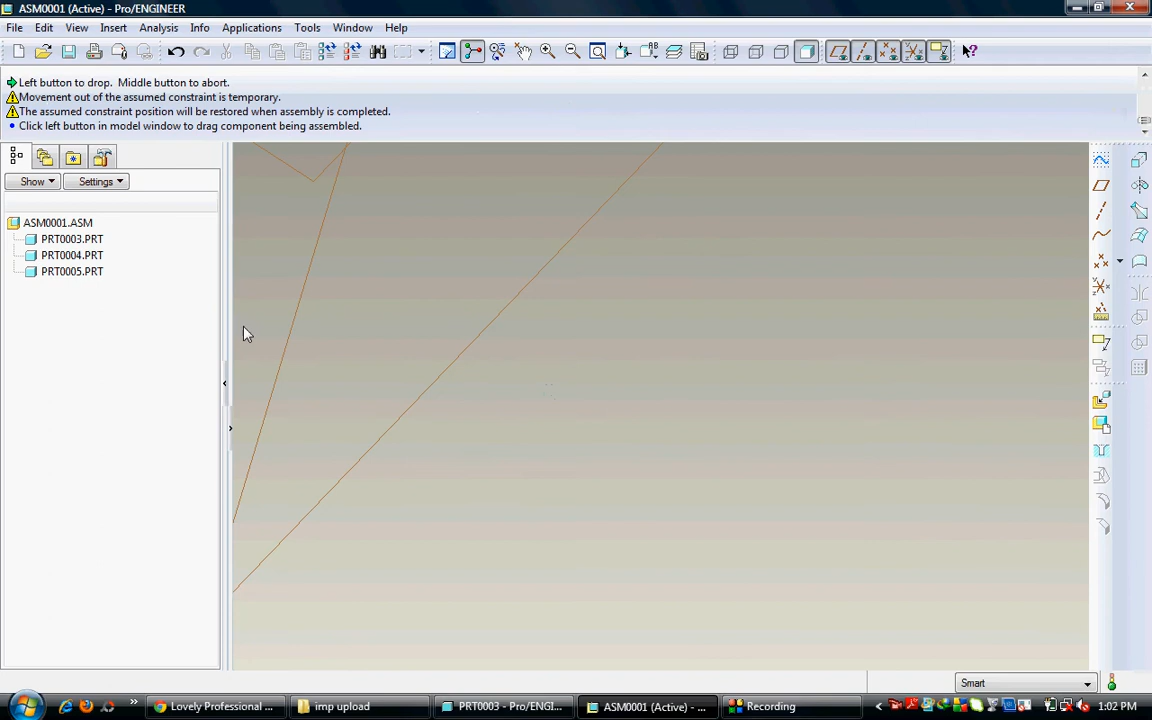 ASM0001 (Active) - Pro/ENGINEER
File Edit View Insert Analysis Info Applications Tools Window Help
Left button to drop. Middle button to abort.
Movement out of the assumed constraint is temporary.
The assumed constraint position will be restored when assembly is completed.
Click left button in model window to drag component being assembled.
Show Settings
ASM0001.ASM
PRT0003.PRT
PRT0004.PRT
PRT0005.PRT
Smart
Lovely Professional ... imp upload PRT0003 - Pro/ENGI... ASM0001 (Active) - ... Recording 1:02 PM